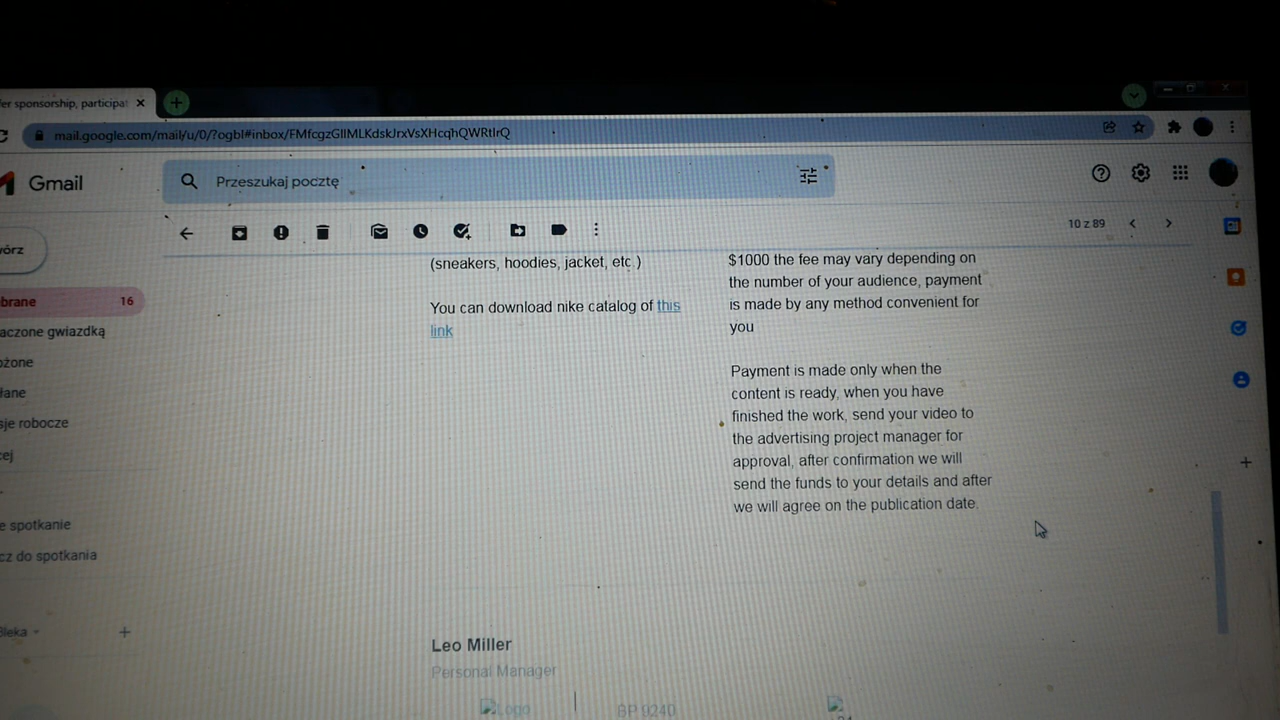 er sponsorship, participat
mail.google.com/mail/u/0/?ogbl#inbox/FMfcgzGllMLKdskJrxVsXHcqhQWRtlrQ
Gmail
Przeszukaj pocztę
10 z 89
wórz
brane 16
aczone gwiazdką
ożone
łane
sje robocze
cej
e spotkanie
cz do spotkania
(sneakers, hoodies, jacket, etc.)
You can download nike catalog of this
link
$1000 the fee may vary depending on
the number of your audience, payment
is made by any method convenient for
you
Payment is made only when the
content is ready, when you have
finished the work, send your video to
the advertising project manager for
approval, after confirmation we will
send the funds to your details and after
we will agree on the publication date.
Leo Miller
Personal Manager
Logo
BP 9240